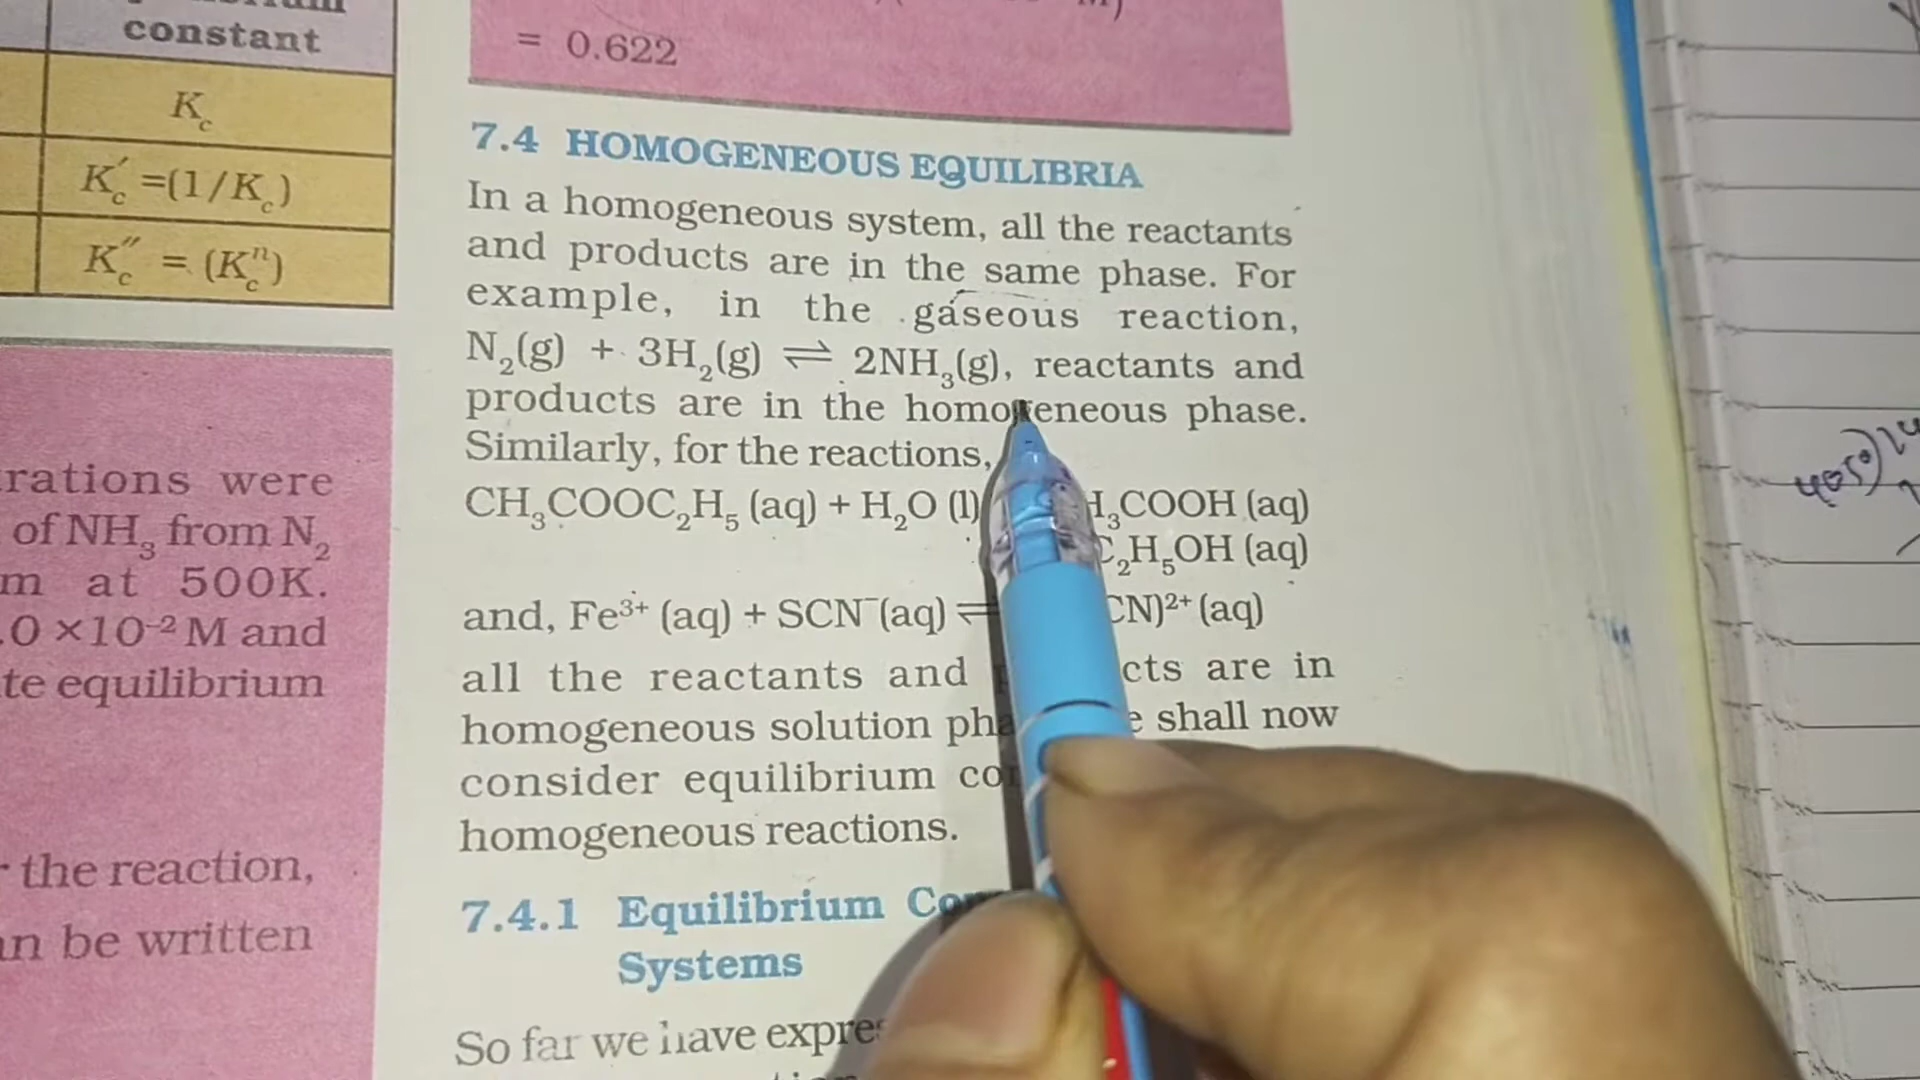 constant
K_c
K′_c =(1/K_c)
K″_c = (K_c^n)
rations were
of NH₃ from N₂
m at 500K.
.0 ×10⁻² M and
te equilibrium
the reaction,
n be written
= 0.622
7.4 HOMOGENEOUS EQUILIBRIA
In a homogeneous system, all the reactants
and products are in the same phase. For
example, in the gaseous reaction,
N₂(g) + 3H₂(g) ⇌ 2NH₃(g), reactants and
products are in the homogeneous phase.
Similarly, for the reactions,
CH₃COOC₂H₅ (aq) + H₂O (l) H₃COOH (aq)
C₂H₅OH (aq)
and, Fe³⁺ (aq) + SCN⁻(aq) ⇌ CN)²⁺ (aq)
all the reactants and cts are in
homogeneous solution pha e shall now
consider equilibrium co
homogeneous reactions.
7.4.1 Equilibrium Co
Systems
So far we have expres